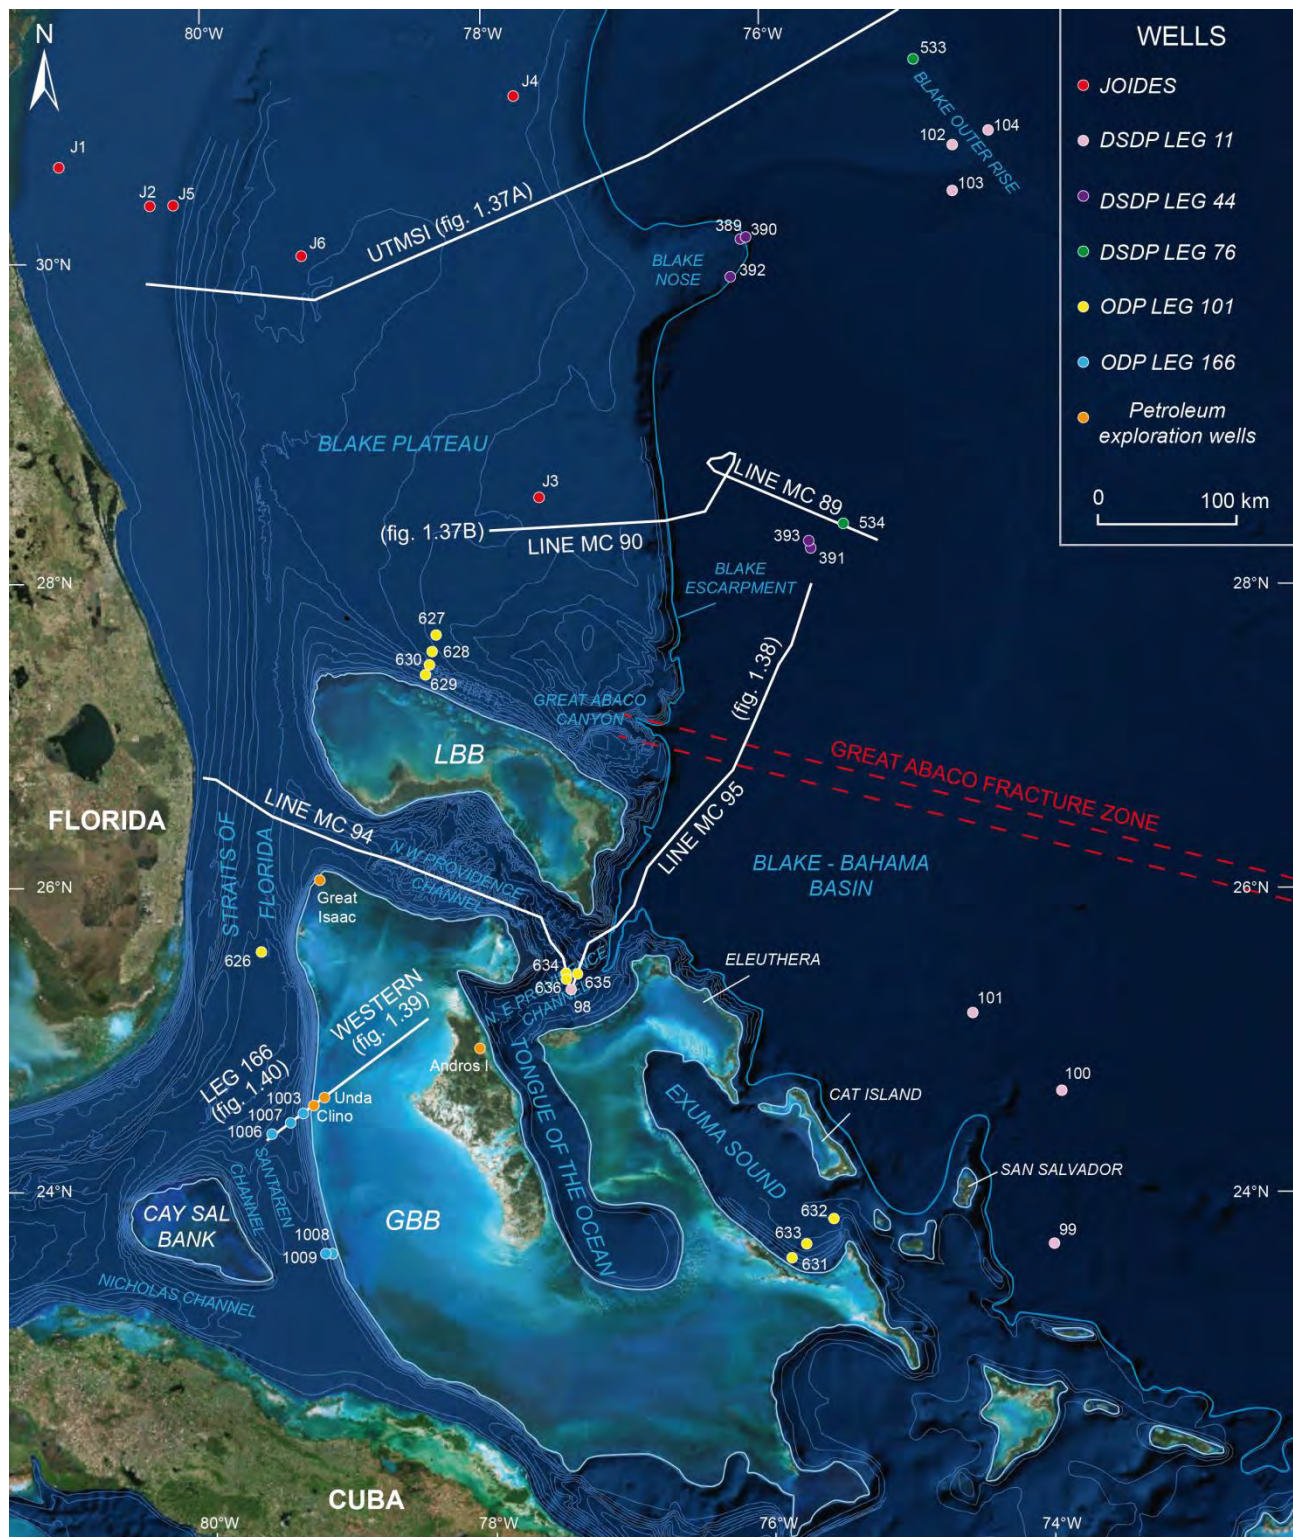 80°W
78°W
76°W
N
WELLS
JOIDES
DSDP LEG 11
DSDP LEG 44
DSDP LEG 76
ODP LEG 101
ODP LEG 166
Petroleum
exploration wells
0
100 km
533
BLAKE OUTER RISE
102
104
103
J4
J1
J2
J5
J6
UTMSI (fig. 1.37A)
389
390
392
BLAKE
NOSE
30°N
BLAKE PLATEAU
J3
(fig. 1.37B)
LINE MC 90
LINE MC 89
534
393
391
BLAKE
ESCARPMENT
28°N
28°N
627
628
630
629
(fig. 1.38)
LINE MC 95
GREAT ABACO
CANYON
GREAT ABACO FRACTURE ZONE
LBB
FLORIDA
LINE MC 94
STRAITS OF
FLORIDA
N.W PROVIDENCE
CHANNEL
BLAKE - BAHAMA
BASIN
26°N
26°N
Great
Isaac
626
634
635
636
98
N. E PROVIDENCE
CHANNEL
ELEUTHERA
101
WESTERN
(fig. 1.39)
Andros I
TONGUE OF THE OCEAN
LEG 166
(fig. 1.40)
1003
Unda
Clino
1007
1006
SANTAREN
CHANNEL
EXUMA SOUND
CAT ISLAND
100
SAN SALVADOR
24°N
24°N
CAY SAL
BANK
GBB
632
633
631
99
1008
1009
NICHOLAS CHANNEL
CUBA
80°W
78°W
76°W
74°W